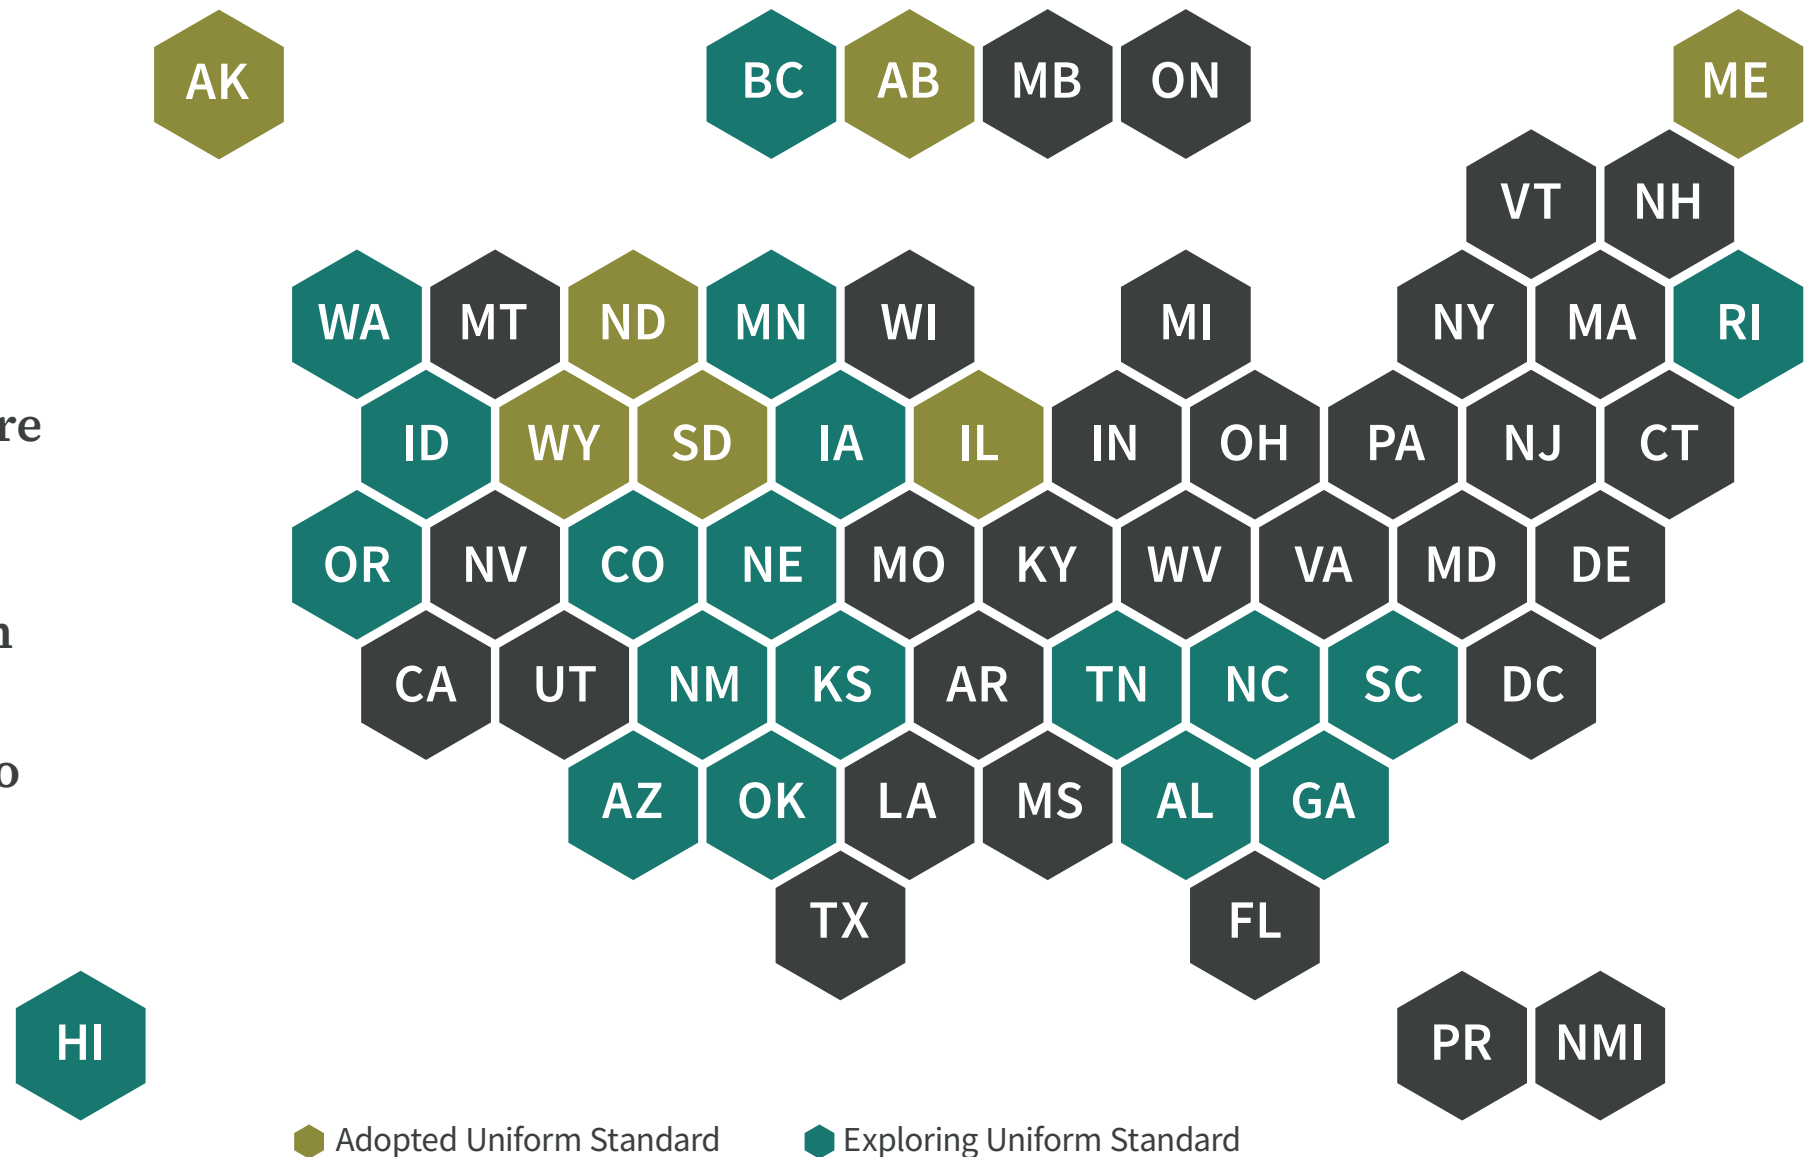 AK BC AB MB ON ME
VT NH
WA MT ND MN WI MI NY MA RI
re
ID WY SD IA IL IN OH PA NJ CT
OR NV CO NE MO KY WV VA MD DE
n
CA UT NM KS AR TN NC SC DC
o
AZ OK LA MS AL GA
TX FL
HI PR NMI
Adopted Uniform Standard Exploring Uniform Standard